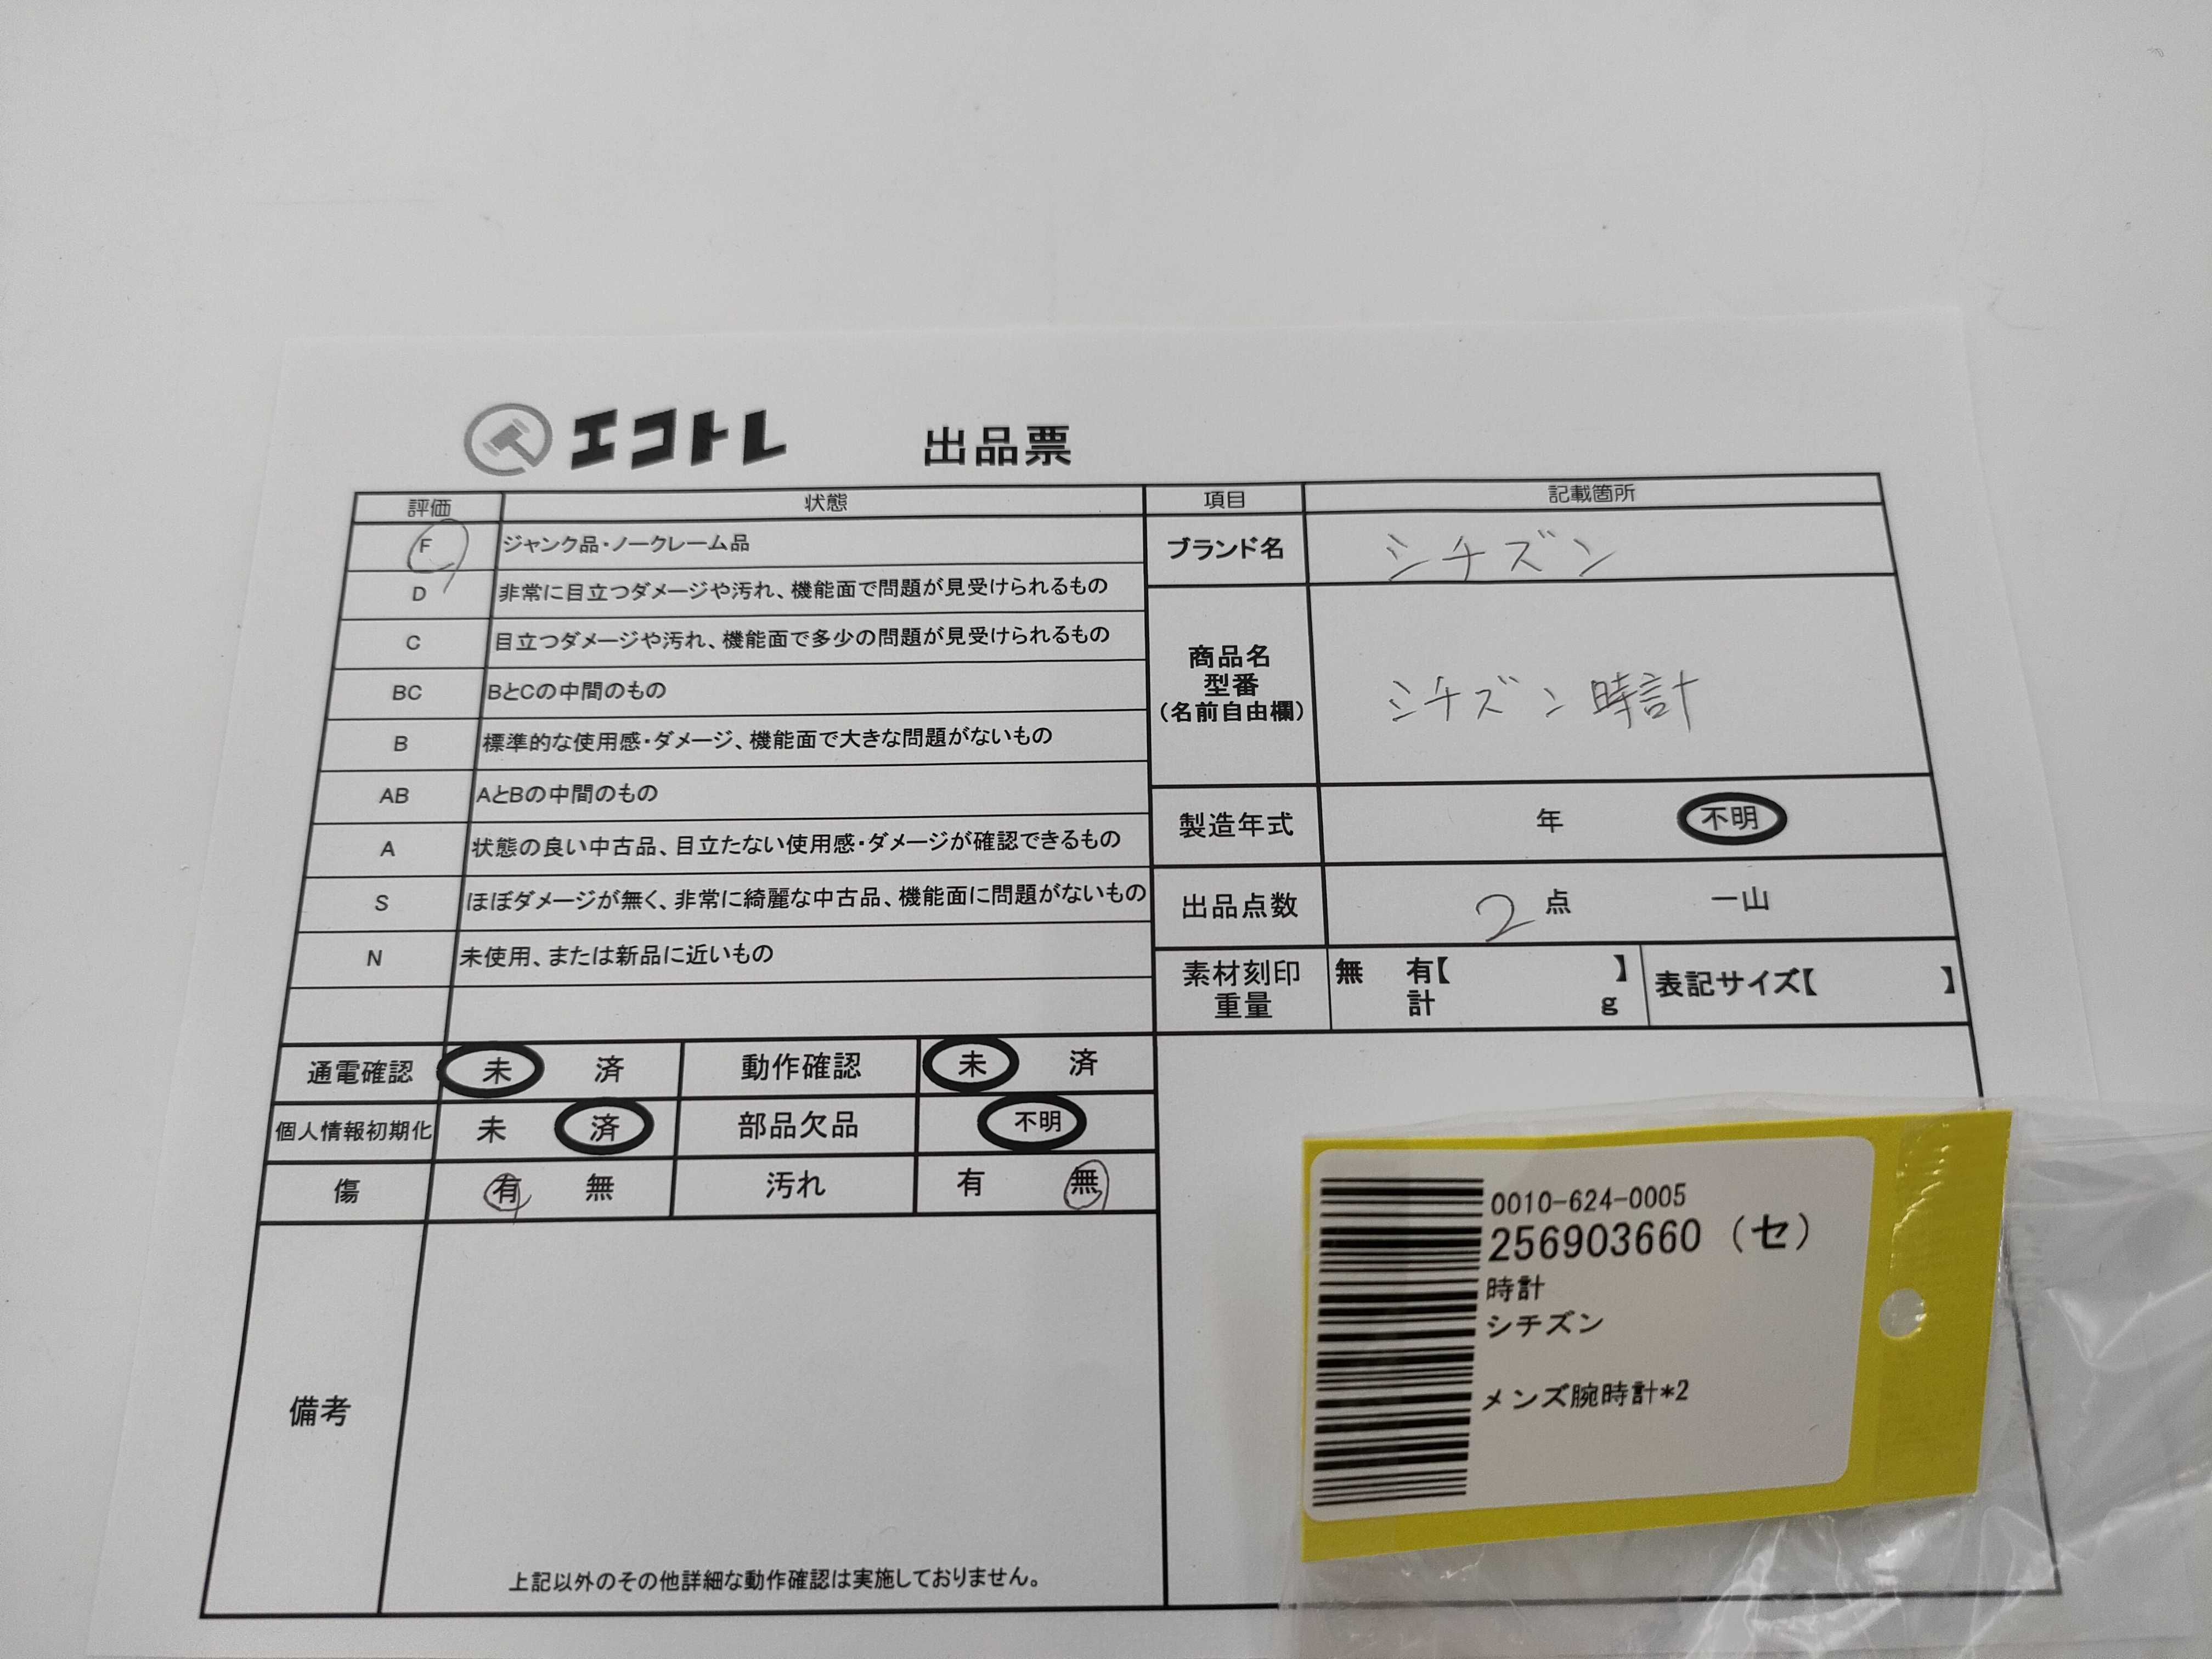 エコトレ 出品票
評価 状態 項目 記載箇所
F ジャンク品・ノークレーム品
D 非常に目立つダメージや汚れ、機能面で問題が見受けられるもの
C 目立つダメージや汚れ、機能面で多少の問題が見受けられるもの
BC BとCの中間のもの
B 標準的な使用感・ダメージ、機能面で大きな問題がないもの
AB AとBの中間のもの
A 状態の良い中古品、目立たない使用感・ダメージが確認できるもの
S ほぼダメージが無く、非常に綺麗な中古品、機能面に問題がないもの
N 未使用、または新品に近いもの
ブランド名 シチズン
商品名
型番
(名前自由欄)
シチズン時計
製造年式 年 不明
出品点数 2 点 一山
素材刻印
重量
無 有【 】
計 g
表記サイズ【 】
通電確認 未 済 動作確認 未 済
個人情報初期化 未 済 部品欠品 不明
傷 有 無 汚れ 有 無
備考
上記以外のその他詳細な動作確認は実施しておりません。
0010-624-0005
256903660（セ）
時計
シチズン
メンズ腕時計*2